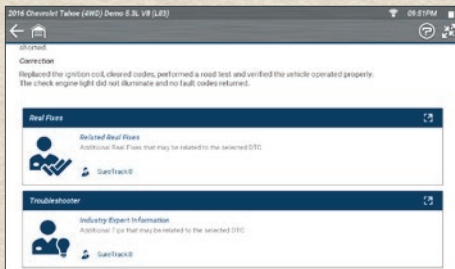 2016 Chevrolet Tahoe (4WD) Demo 5.3L V8 (L83) 09:51PM
shorted.
Correction
Replaced the ignition coil, cleared codes, performed a road test and verified the vehicle operated properly.
The check engine light did not illuminate and no fault codes returned.
Real Fixes
Related Real Fixes
Additional Real Fixes that may be related to the selected DTC
SureTrack®
Troubleshooter
Industry Expert Information
Additional Tips that may be related to the selected DTC
SureTrack®